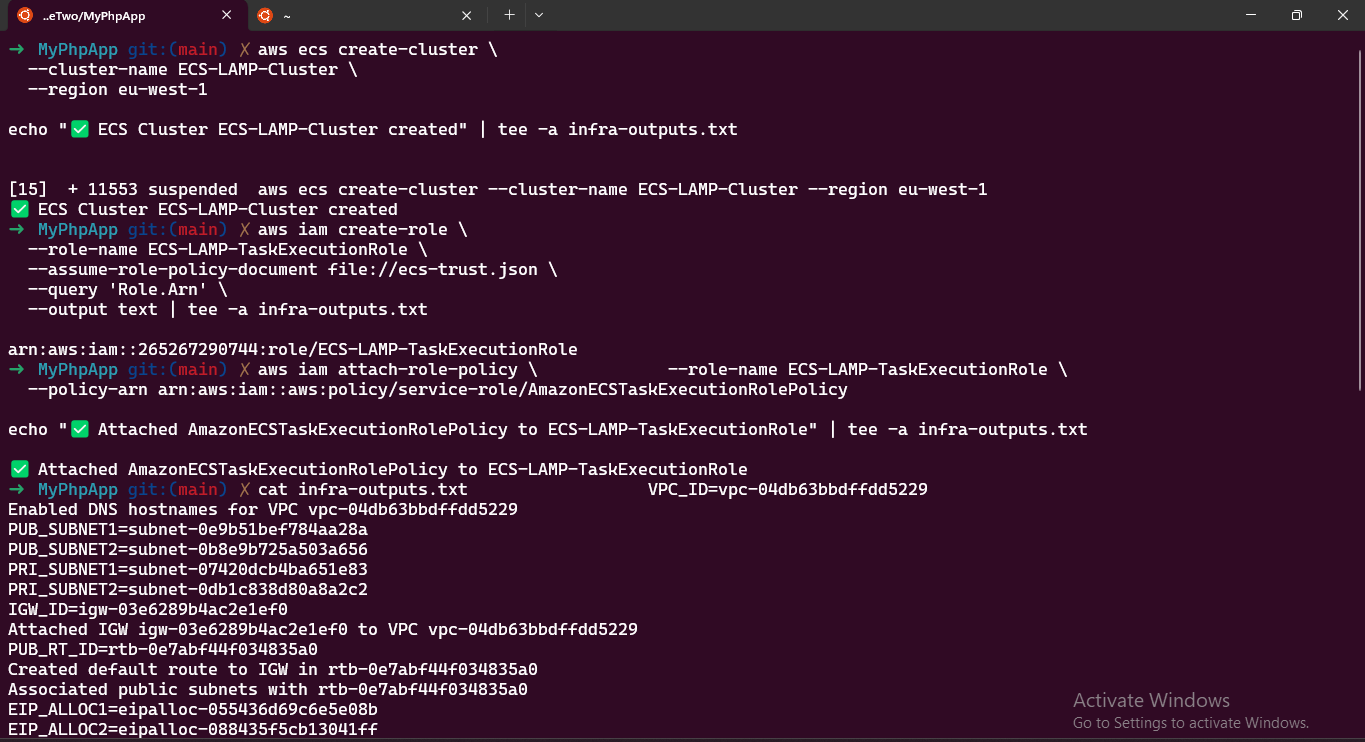 ..eTwo/MyPhpApp
~
→ MyPhpApp git:(main) ✗ aws ecs create-cluster \
--cluster-name ECS-LAMP-Cluster \
--region eu-west-1
echo "✅ ECS Cluster ECS-LAMP-Cluster created" | tee -a infra-outputs.txt
[15]  + 11553 suspended  aws ecs create-cluster --cluster-name ECS-LAMP-Cluster --region eu-west-1
✅ ECS Cluster ECS-LAMP-Cluster created
→ MyPhpApp git:(main) ✗ aws iam create-role \
--role-name ECS-LAMP-TaskExecutionRole \
--assume-role-policy-document file://ecs-trust.json \
--query 'Role.Arn' \
--output text | tee -a infra-outputs.txt
arn:aws:iam::265267290744:role/ECS-LAMP-TaskExecutionRole
→ MyPhpApp git:(main) ✗ aws iam attach-role-policy \             --role-name ECS-LAMP-TaskExecutionRole \
--policy-arn arn:aws:iam::aws:policy/service-role/AmazonECSTaskExecutionRolePolicy
echo "✅ Attached AmazonECSTaskExecutionRolePolicy to ECS-LAMP-TaskExecutionRole" | tee -a infra-outputs.txt
✅ Attached AmazonECSTaskExecutionRolePolicy to ECS-LAMP-TaskExecutionRole
→ MyPhpApp git:(main) ✗ cat infra-outputs.txt                  VPC_ID=vpc-04db63bbdffdd5229
Enabled DNS hostnames for VPC vpc-04db63bbdffdd5229
PUB_SUBNET1=subnet-0e9b51bef784aa28a
PUB_SUBNET2=subnet-0b8e9b725a503a656
PRI_SUBNET1=subnet-07420dcb4ba651e83
PRI_SUBNET2=subnet-0db1c838d80a8a2c2
IGW_ID=igw-03e6289b4ac2e1ef0
Attached IGW igw-03e6289b4ac2e1ef0 to VPC vpc-04db63bbdffdd5229
PUB_RT_ID=rtb-0e7abf44f034835a0
Created default route to IGW in rtb-0e7abf44f034835a0
Associated public subnets with rtb-0e7abf44f034835a0
EIP_ALLOC1=eipalloc-055436d69c6e5e08b
EIP_ALLOC2=eipalloc-088435f5cb13041ff
Activate Windows
Go to Settings to activate Windows.